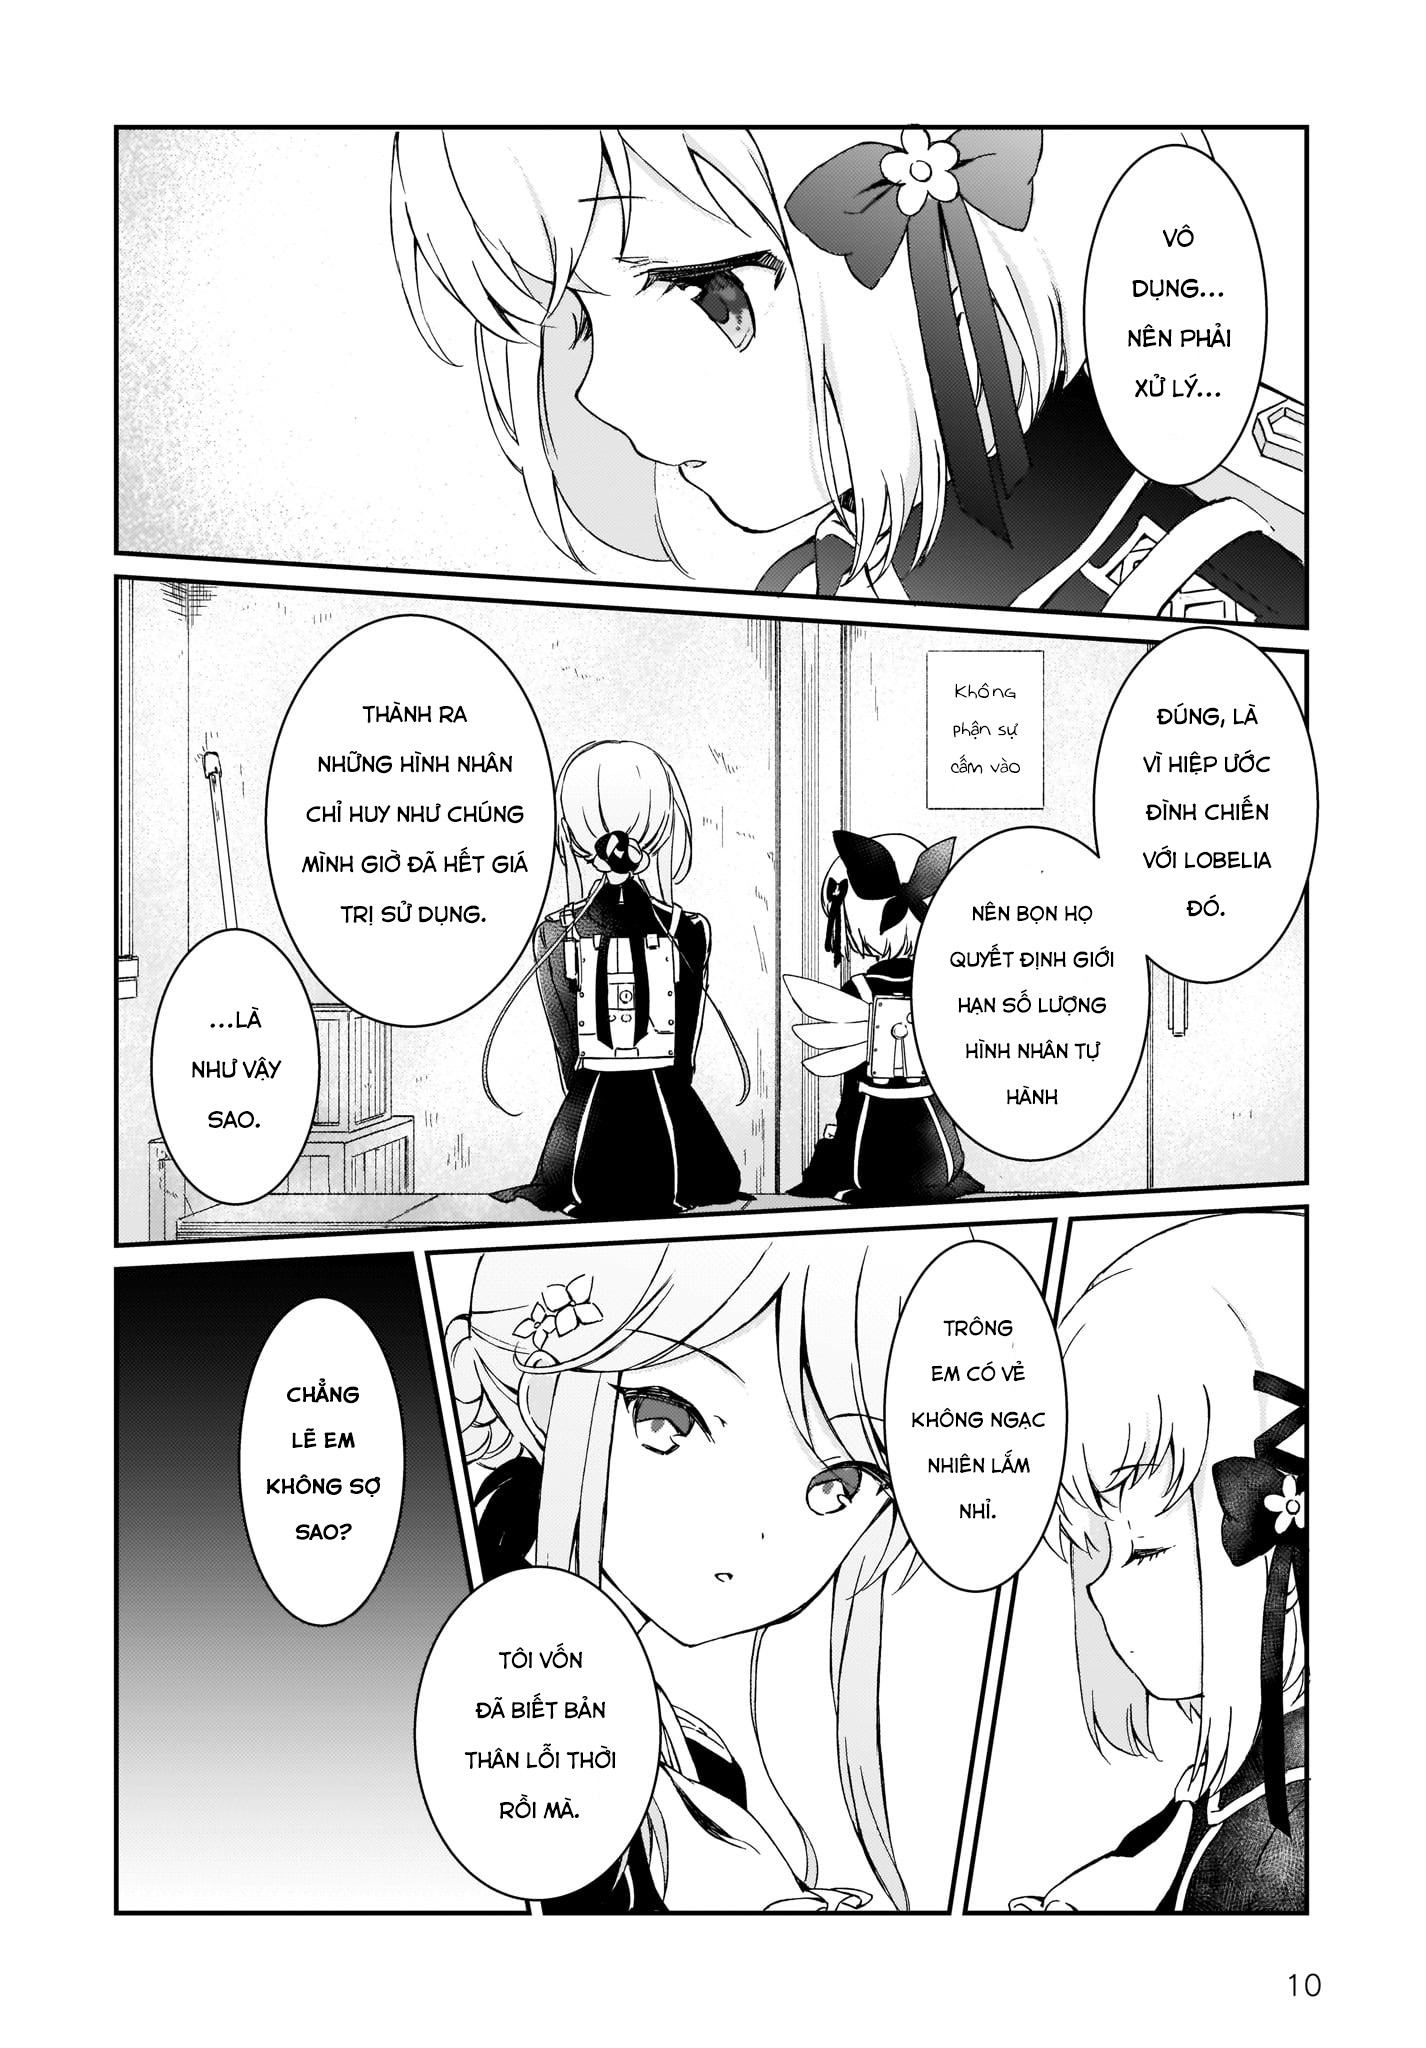 VÔ
DỤNG...
NÊN PHẢI
XỬ LÝ...
ĐÚNG, LÀ
VÌ HIỆP ƯỚC
ĐÌNH CHIẾN
VỚI LOBELIA
ĐÓ.
NÊN BỌN HỌ
QUYẾT ĐỊNH GIỚI
HẠN SỐ LƯỢNG
HÌNH NHÂN TỰ
HÀNH
Không
phận sự
cấm vào
THÀNH RA
NHỮNG HÌNH NHÂN
CHỈ HUY NHƯ CHÚNG
MÌNH GIỜ ĐÃ HẾT GIÁ
TRỊ SỬ DỤNG.
...LÀ
NHƯ VẬY
SAO.
TRÔNG
EM CÓ VẺ
KHÔNG NGẠC
NHIÊN LẮM
NHỈ.
TÔI VỐN
ĐÃ BIẾT BẢN
THÂN LỖI THỜI
RỒI MÀ.
CHẲNG
LẼ EM
KHÔNG SỢ
SAO?
10